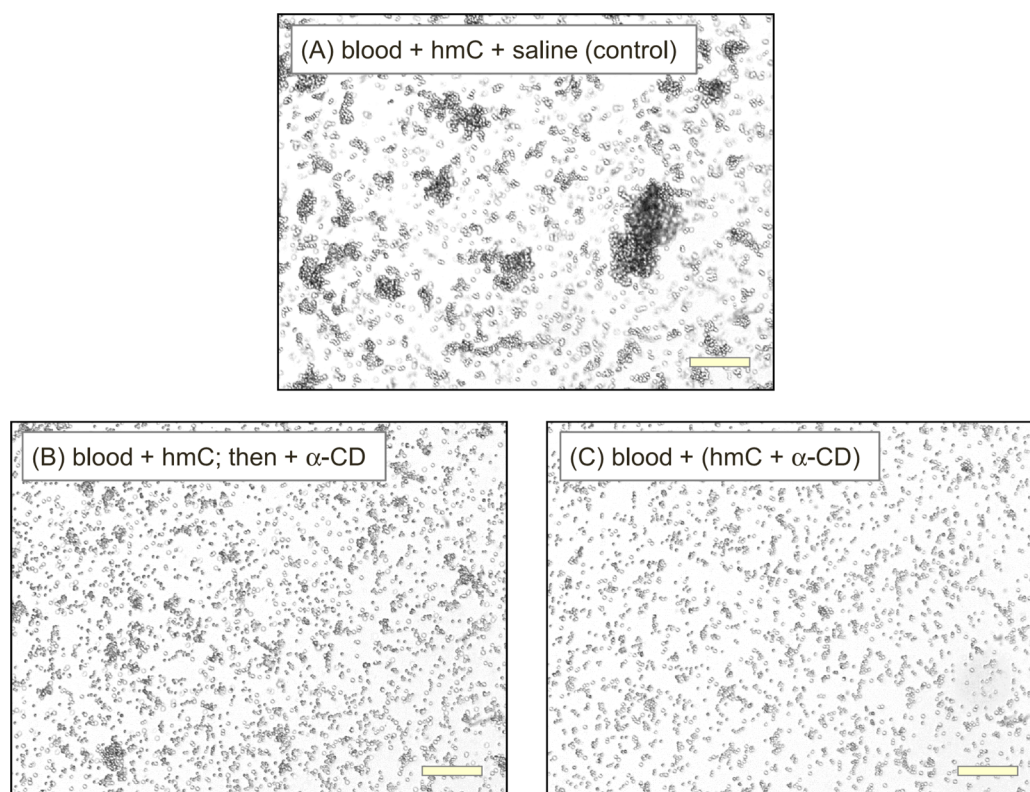 (A) blood + hmC + saline (control)
(B) blood + hmC; then + α-CD
(C) blood + (hmC + α-CD)